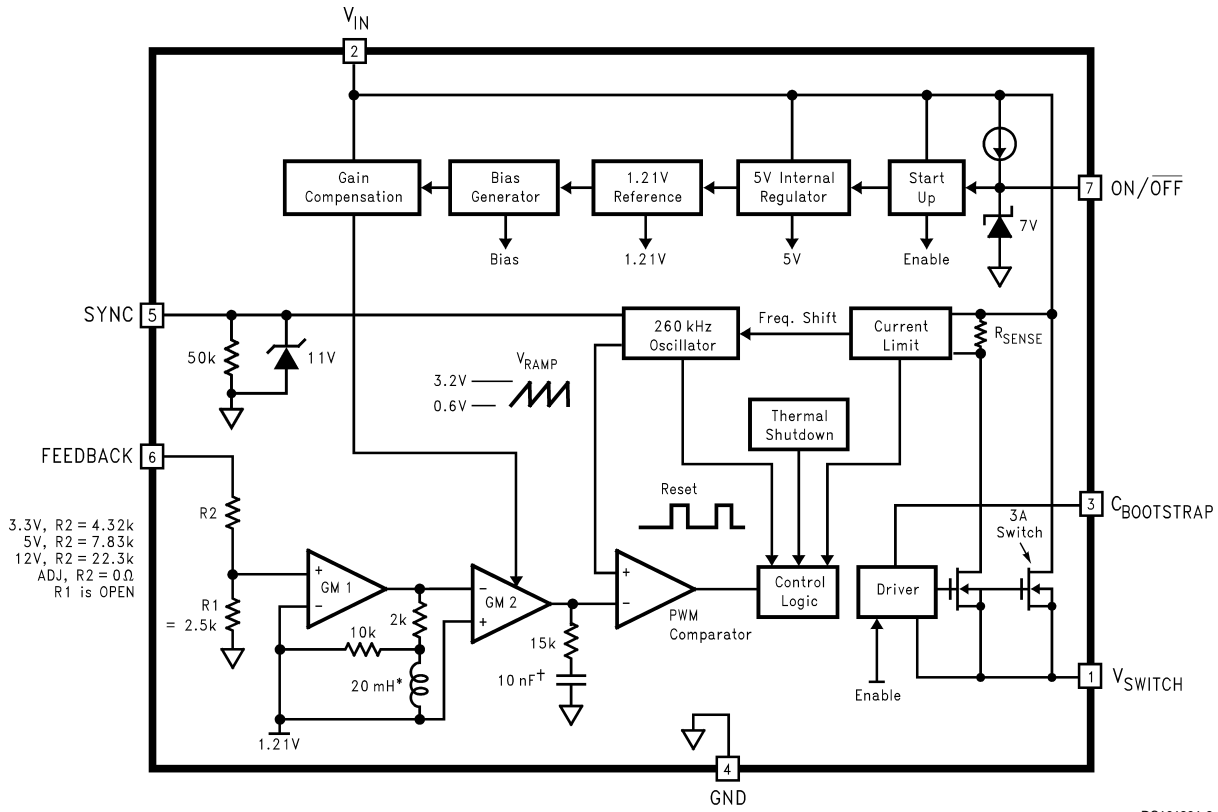 VIN
2
Gain
Compensation
Bias
Generator
1.21V
Reference
5V Internal
Regulator
Start
Up
7
ON/OFF
7V
Bias
1.21V
5V
Enable
SYNC
5
50k
11V
260 kHz
Oscillator
Freq. Shift
Current
Limit
RSENSE
VRAMP
3.2V
0.6V
Thermal
Shutdown
FEEDBACK
6
Reset
3
CBOOTSTRAP
3A
Switch
R2
3.3V, R2 = 4.32k
5V, R2 = 7.83k
12V, R2 = 22.3k
ADJ, R2 = 0Ω
R1 is OPEN
R1
= 2.5k
+
GM 1
−
−
GM 2
+
+
−
PWM
Comparator
Control
Logic
Driver
2k
10k
20 mH*
15k
10 nF†
Enable
1
VSWITCH
1.21V
4
GND